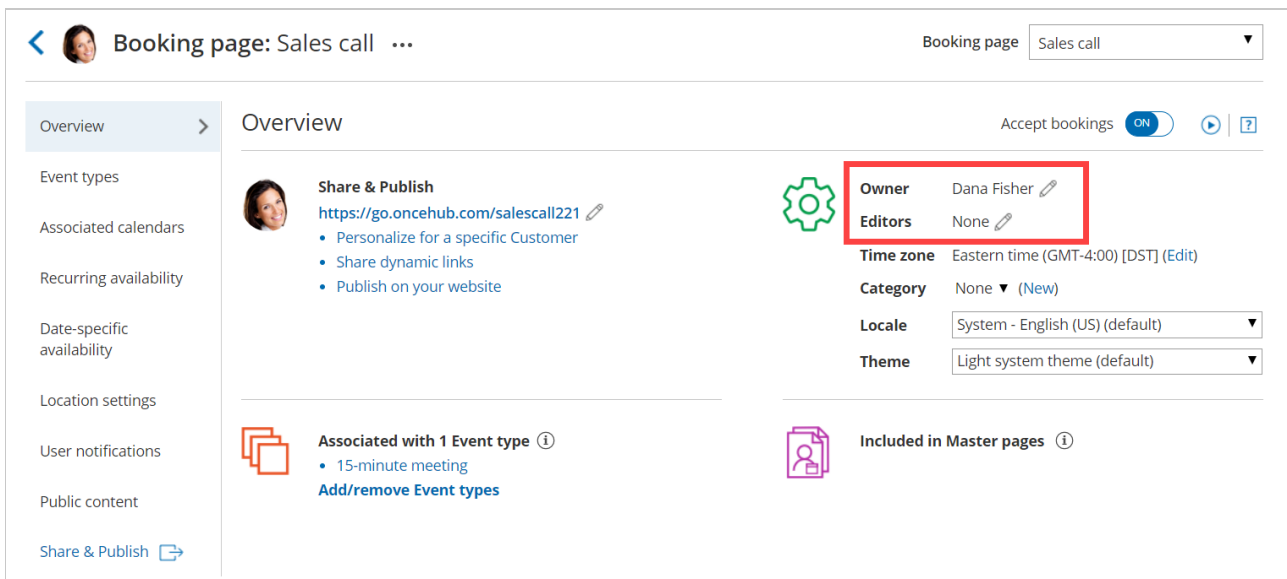 Booking page: Sales call ...
Booking page Sales call
Overview
Event types
Associated calendars
Recurring availability
Date-specific
availability
Location settings
User notifications
Public content
Share & Publish
Overview
Accept bookings ON
?
Share & Publish
https://go.oncehub.com/salescall221
• Personalize for a specific Customer
• Share dynamic links
• Publish on your website
Owner Dana Fisher
Editors None
Time zone Eastern time (GMT-4:00) [DST] (Edit)
Category None ▼ (New)
Locale System - English (US) (default)
Theme Light system theme (default)
Associated with 1 Event type i
• 15-minute meeting
Add/remove Event types
Included in Master pages i